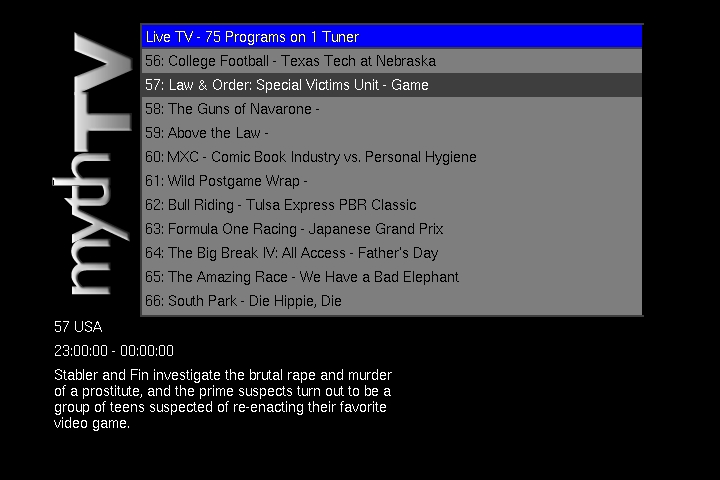 mythTV
Live TV - 75 Programs on 1 Tuner
56: College Football - Texas Tech at Nebraska
57: Law & Order: Special Victims Unit - Game
58: The Guns of Navarone -
59: Above the Law -
60: MXC - Comic Book Industry vs. Personal Hygiene
61: Wild Postgame Wrap -
62: Bull Riding - Tulsa Express PBR Classic
63: Formula One Racing - Japanese Grand Prix
64: The Big Break IV: All Access - Father's Day
65: The Amazing Race - We Have a Bad Elephant
66: South Park - Die Hippie, Die
57 USA
23:00:00 - 00:00:00
Stabler and Fin investigate the brutal rape and murder
of a prostitute, and the prime suspects turn out to be a
group of teens suspected of re-enacting their favorite
video game.